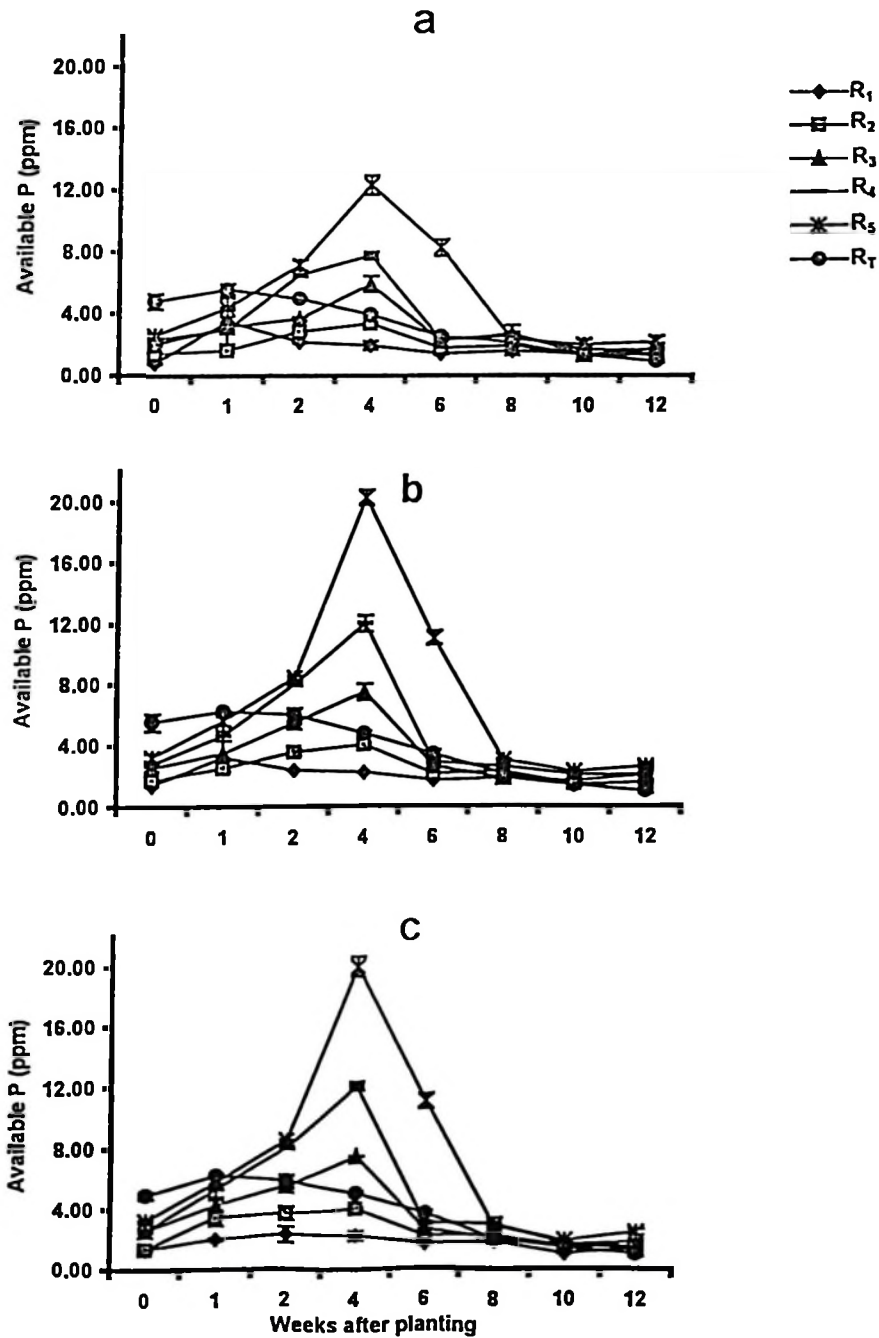 a
20.00
16.00
12.00
8.00
4.00
0.00
Available P (ppm)
0 1 2 4 6 8 10 12
R₁
R₂
R₃
R₄
R₅
R_T
b
20.00
16.00
12.00
8.00
4.00
0.00
Available P (ppm)
0 1 2 4 6 8 10 12
c
20.00
16.00
12.00
8.00
4.00
0.00
Available P (ppm)
0 1 2 4 6 8 10 12
Weeks after planting